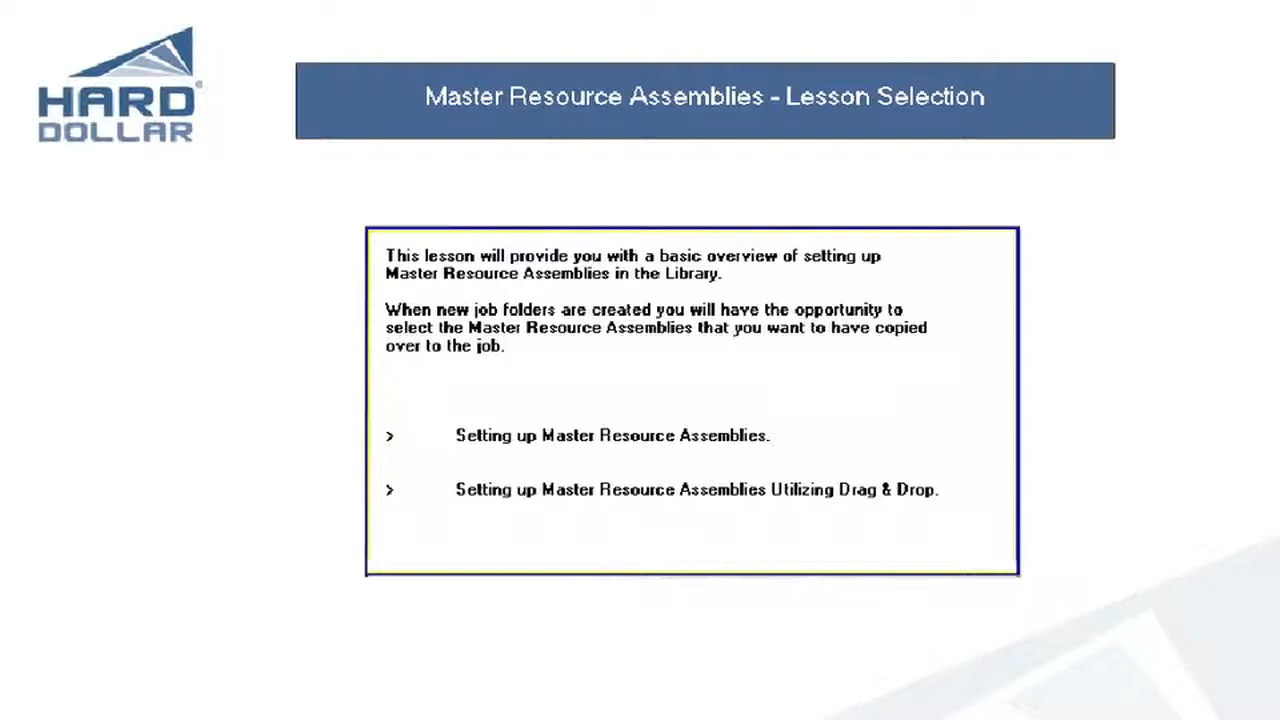 HARD
DOLLAR
Master Resource Assemblies - Lesson Selection
This lesson will provide you with a basic overview of setting up
Master Resource Assemblies in the Library.
When new job folders are created you will have the opportunity to
select the Master Resource Assemblies that you want to have copied
over to the job.
> Setting up Master Resource Assemblies.
> Setting up Master Resource Assemblies Utilizing Drag & Drop.